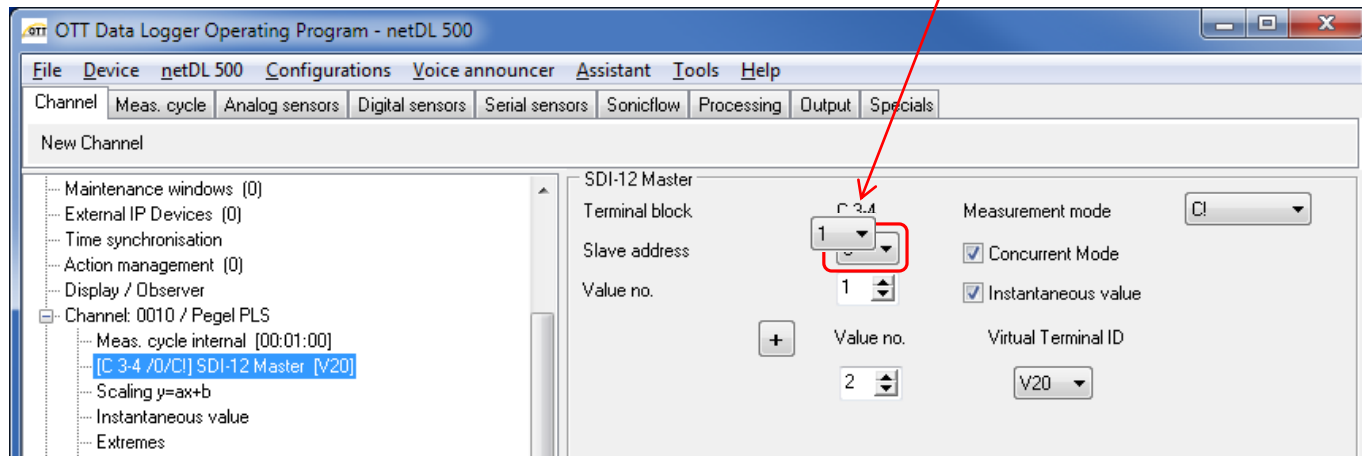 OTT OTT Data Logger Operating Program - netDL 500
File Device netDL 500 Configurations Voice announcer Assistant Tools Help
Channel Meas. cycle Analog sensors Digital sensors Serial sensors Sonicflow Processing Output Specials
New Channel
Maintenance windows (0)
External IP Devices (0)
Time synchronisation
Action management (0)
Display / Observer
Channel: 0010 / Pegel PLS
Meas. cycle internal [00:01:00]
[C 3-4 /0/C!] SDI-12 Master [V20]
Scaling y=ax+b
Instantaneous value
Extremes
SDI-12 Master
Terminal block C 3-4 Measurement mode C!
1
Slave address Concurrent Mode
Value no. 1 Instantaneous value
+ Value no. Virtual Terminal ID
2 V20